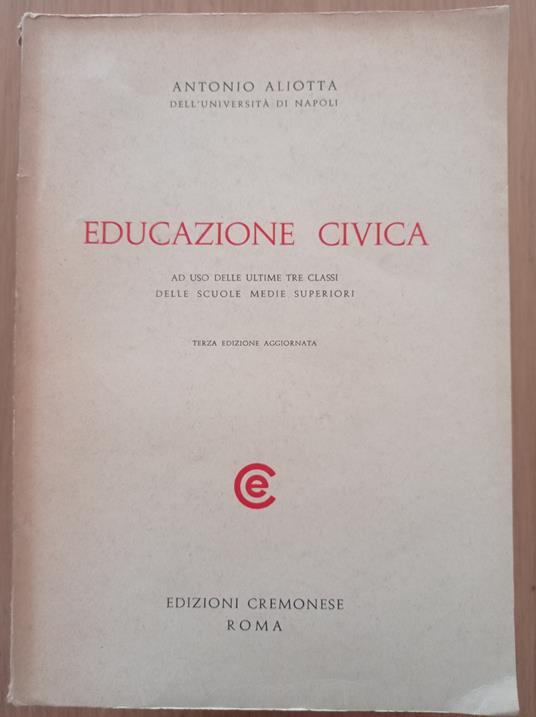 ANTONIO ALIOTTA
DELL'UNIVERSITÀ DI NAPOLI
EDUCAZIONE CIVICA
AD USO DELLE ULTIME TRE CLASSI
DELLE SCUOLE MEDIE SUPERIORI
TERZA EDIZIONE AGGIORNATA
Ce
EDIZIONI CREMONESE
ROMA